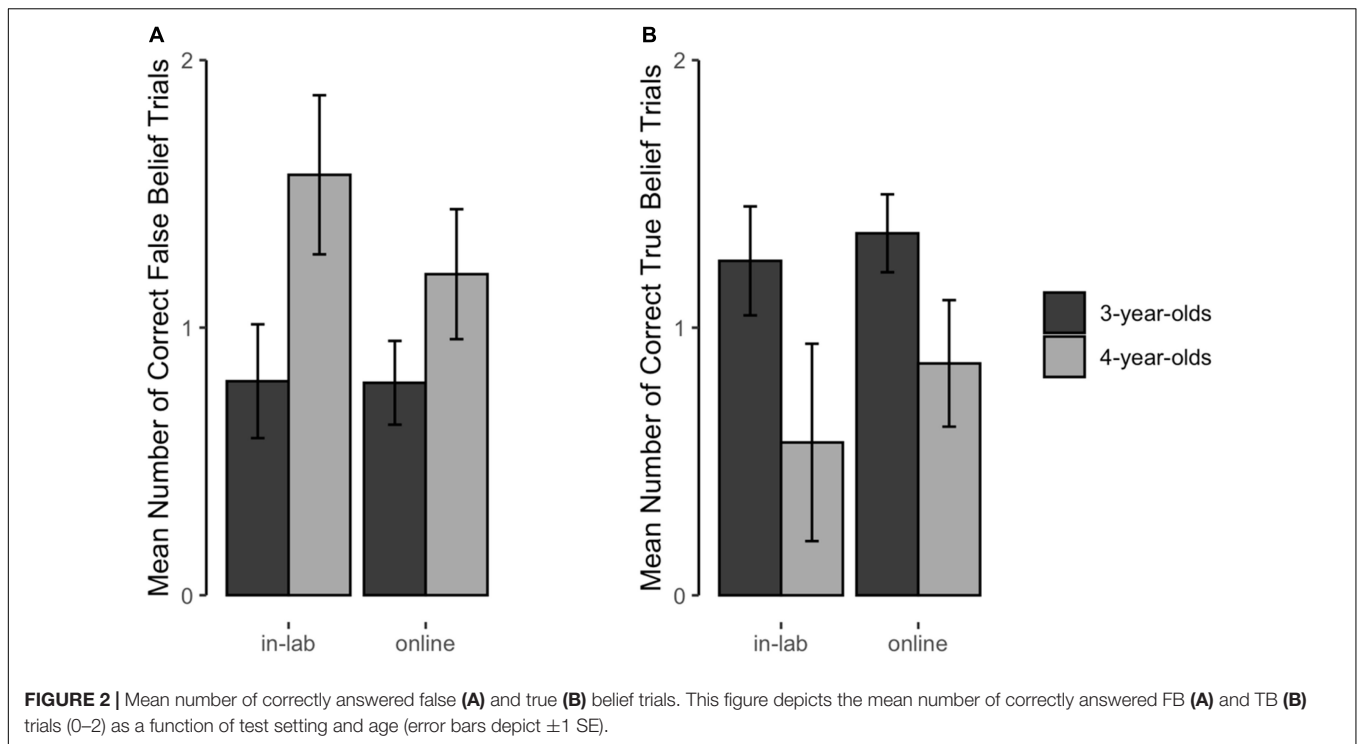 A
Mean Number of Correct False Belief Trials
2
1
0
in-lab
online
B
Mean Number of Correct True Belief Trials
2
1
0
in-lab
online
3-year-olds
4-year-olds
FIGURE 2 | Mean number of correctly answered false (A) and true (B) belief trials. This figure depicts the mean number of correctly answered FB (A) and TB (B)
trials (0–2) as a function of test setting and age (error bars depict ±1 SE).